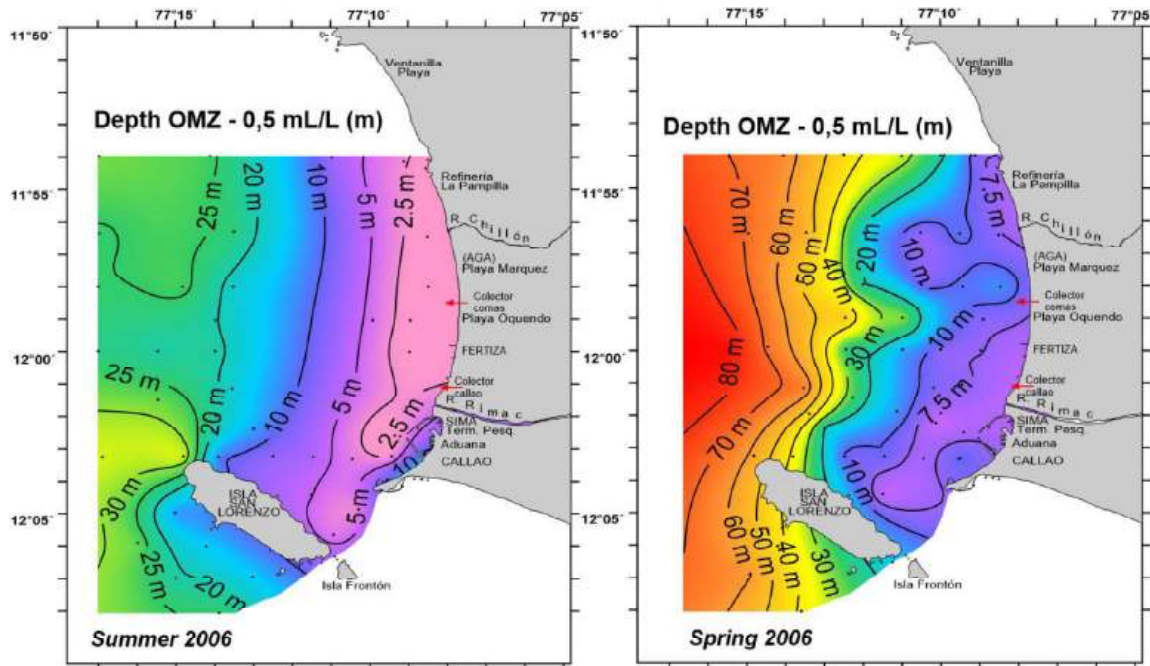 77°15´ 77°10´ 77°05´
11°50´
Ventanilla
Playa
Depth OMZ - 0,5 mL/L (m)
25 m
20 m
10 m
5 m
2.5 m
11°55´
Refinería
La Pampilla
R. Chillón
(AGA)
Playa Marquez
Colector
comas
Playa Oquendo
12°00´
FERTIZA
25 m
20 m
10 m
5 m
Colector
callao
R. Rimac
2.5 m
SIMA
Term. Pesq.
Aduana
10
CALLAO
ISLA
SAN
LORENZO
30 m
5 m
12°05´
25 m
20 m
Isla Frontón
Summer 2006
77°15´ 77°10´ 77°05´
11°50´
Ventanilla
Playa
Depth OMZ - 0,5 mL/L (m)
70 m
60 m
60 m
40 m
20 m
10 m
7.5 m
11°55´
Refinería
La Pampilla
R. Chillón
(AGA)
Playa Marquez
Colector
comas
Playa Oquendo
12°00´
FERTIZA
80 m
30 m
10 m
7.5 m
Colector
callao
R. Rimac
70 m
SIMA
Term. Pesq.
Aduana
CALLAO
10 m
ISLA
SAN
LORENZO
12°05´
60 m
50 m
40 m
30 m
Isla Frontón
Spring 2006